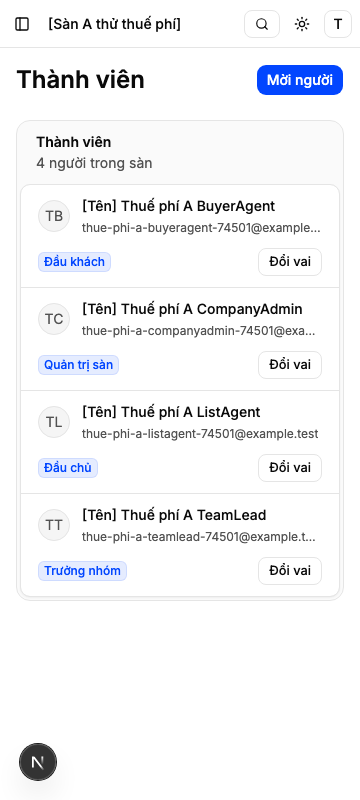 [Sàn A thử thuế phí]
T
Thành viên
Mời người
Thành viên
4 người trong sàn
TB
[Tên] Thuế phí A BuyerAgent
thue-phi-a-buyeragent-74501@example...
Đầu khách
Đổi vai
TC
[Tên] Thuế phí A CompanyAdmin
thue-phi-a-companyadmin-74501@exa...
Quản trị sàn
Đổi vai
TL
[Tên] Thuế phí A ListAgent
thue-phi-a-listagent-74501@example.test
Đầu chủ
Đổi vai
TT
[Tên] Thuế phí A TeamLead
thue-phi-a-teamlead-74501@example.t...
Trưởng nhóm
Đổi vai
N